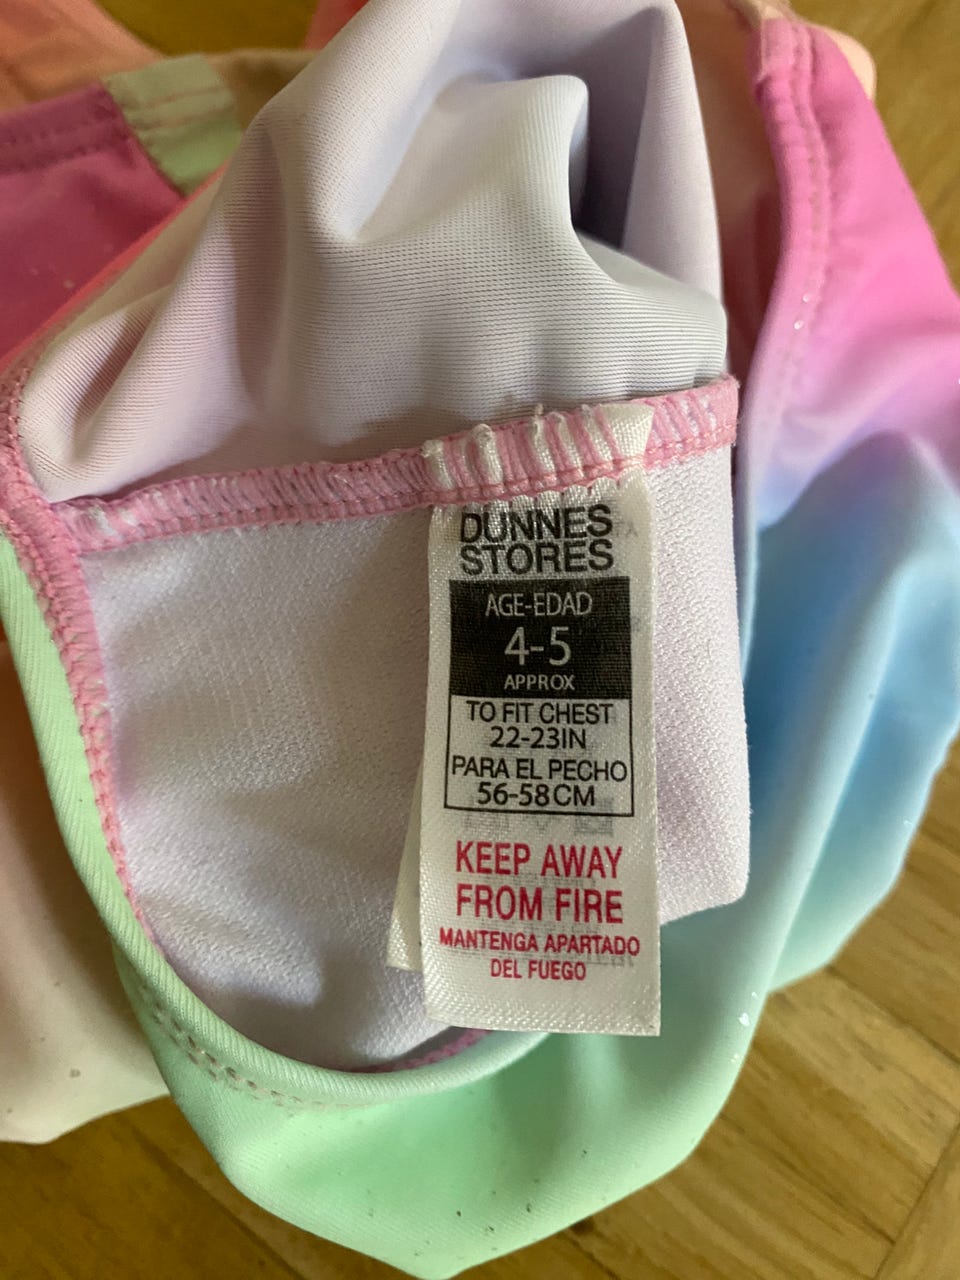 DUNNES
STORES
AGE-EDAD
4-5
APPROX
TO FIT CHEST
22-23IN
PARA EL PECHO
56-58CM
KEEP AWAY
FROM FIRE
MANTENGA APARTADO
DEL FUEGO